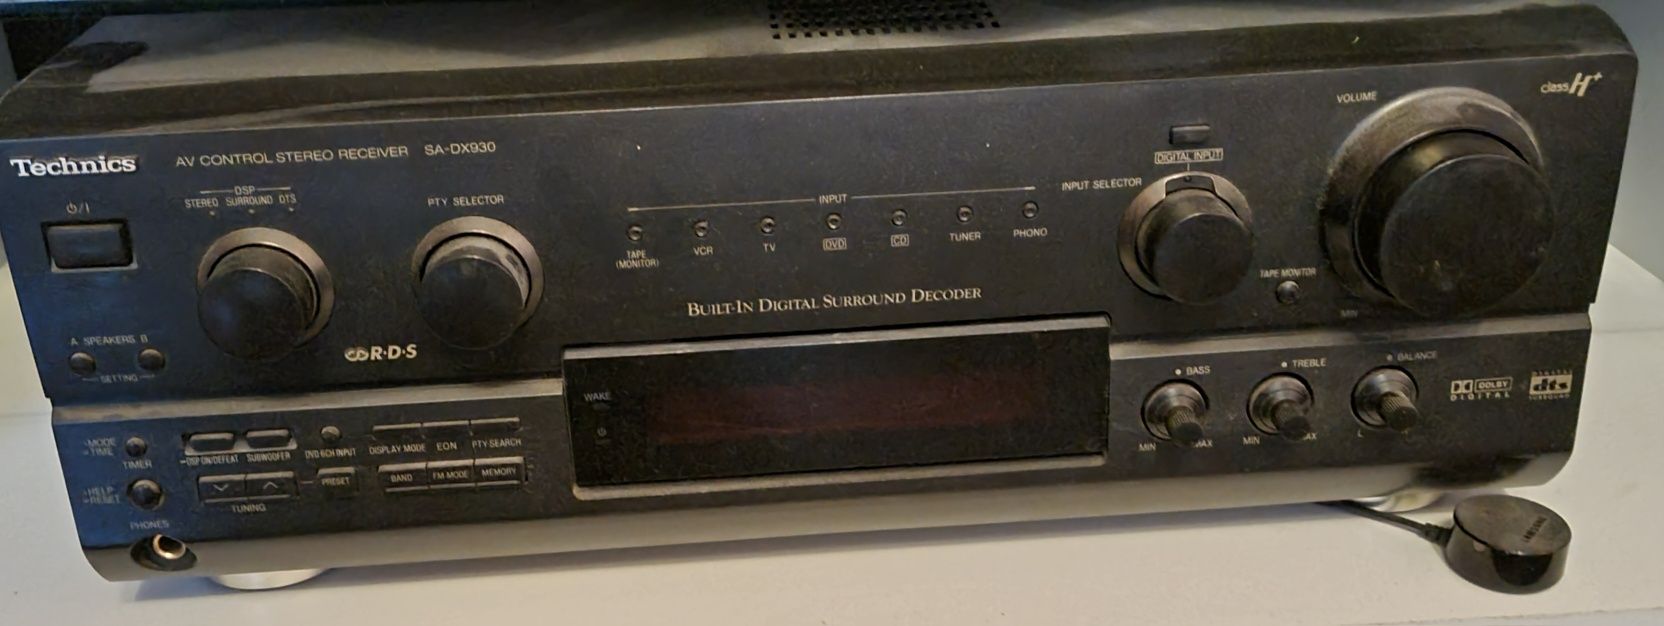 class H+
VOLUME
Technics
AV CONTROL STEREO RECEIVER SA-DX930
DIGITAL INPUT
⏻/I
DSP
STEREO SURROUND DTS
PTY SELECTOR
INPUT
INPUT SELECTOR
TAPE (MONITOR)
VCR
TV
DVD
CD
TUNER
PHONO
TAPE MONITOR
MIN
BUILT-IN DIGITAL SURROUND DECODER
A SPEAKERS B
SETTING
R·D·S
WAKE
⏻
BASS
MIN
TREBLE
MIN
BALANCE
L
DOLBY
DIGITAL
DIGITAL
dts
SURROUND
-MODE
-TIME
TIMER
-HELP
-RESET
PHONES
-DSP ON/DEFEAT
SUBWOOFER
DVD 6CH INPUT
DISPLAY MODE
EON
PTY·SEARCH
TUNING
PRESET
BAND
FM MODE
MEMORY
SAMSUNG